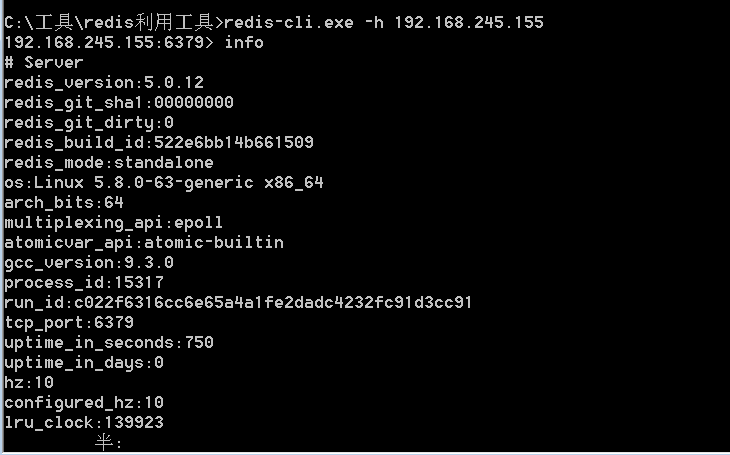 C:\工具\redis利用工具>redis-cli.exe -h 192.168.245.155
192.168.245.155:6379> info
# Server
redis_version:5.0.12
redis_git_sha1:00000000
redis_git_dirty:0
redis_build_id:522e6bb14b661509
redis_mode:standalone
os:Linux 5.8.0-63-generic x86_64
arch_bits:64
multiplexing_api:epoll
atomicvar_api:atomic-builtin
gcc_version:9.3.0
process_id:15317
run_id:c022f6316cc6e65a4a1fe2dadc4232fc91d3cc91
tcp_port:6379
uptime_in_seconds:750
uptime_in_days:0
hz:10
configured_hz:10
lru_clock:139923
半: